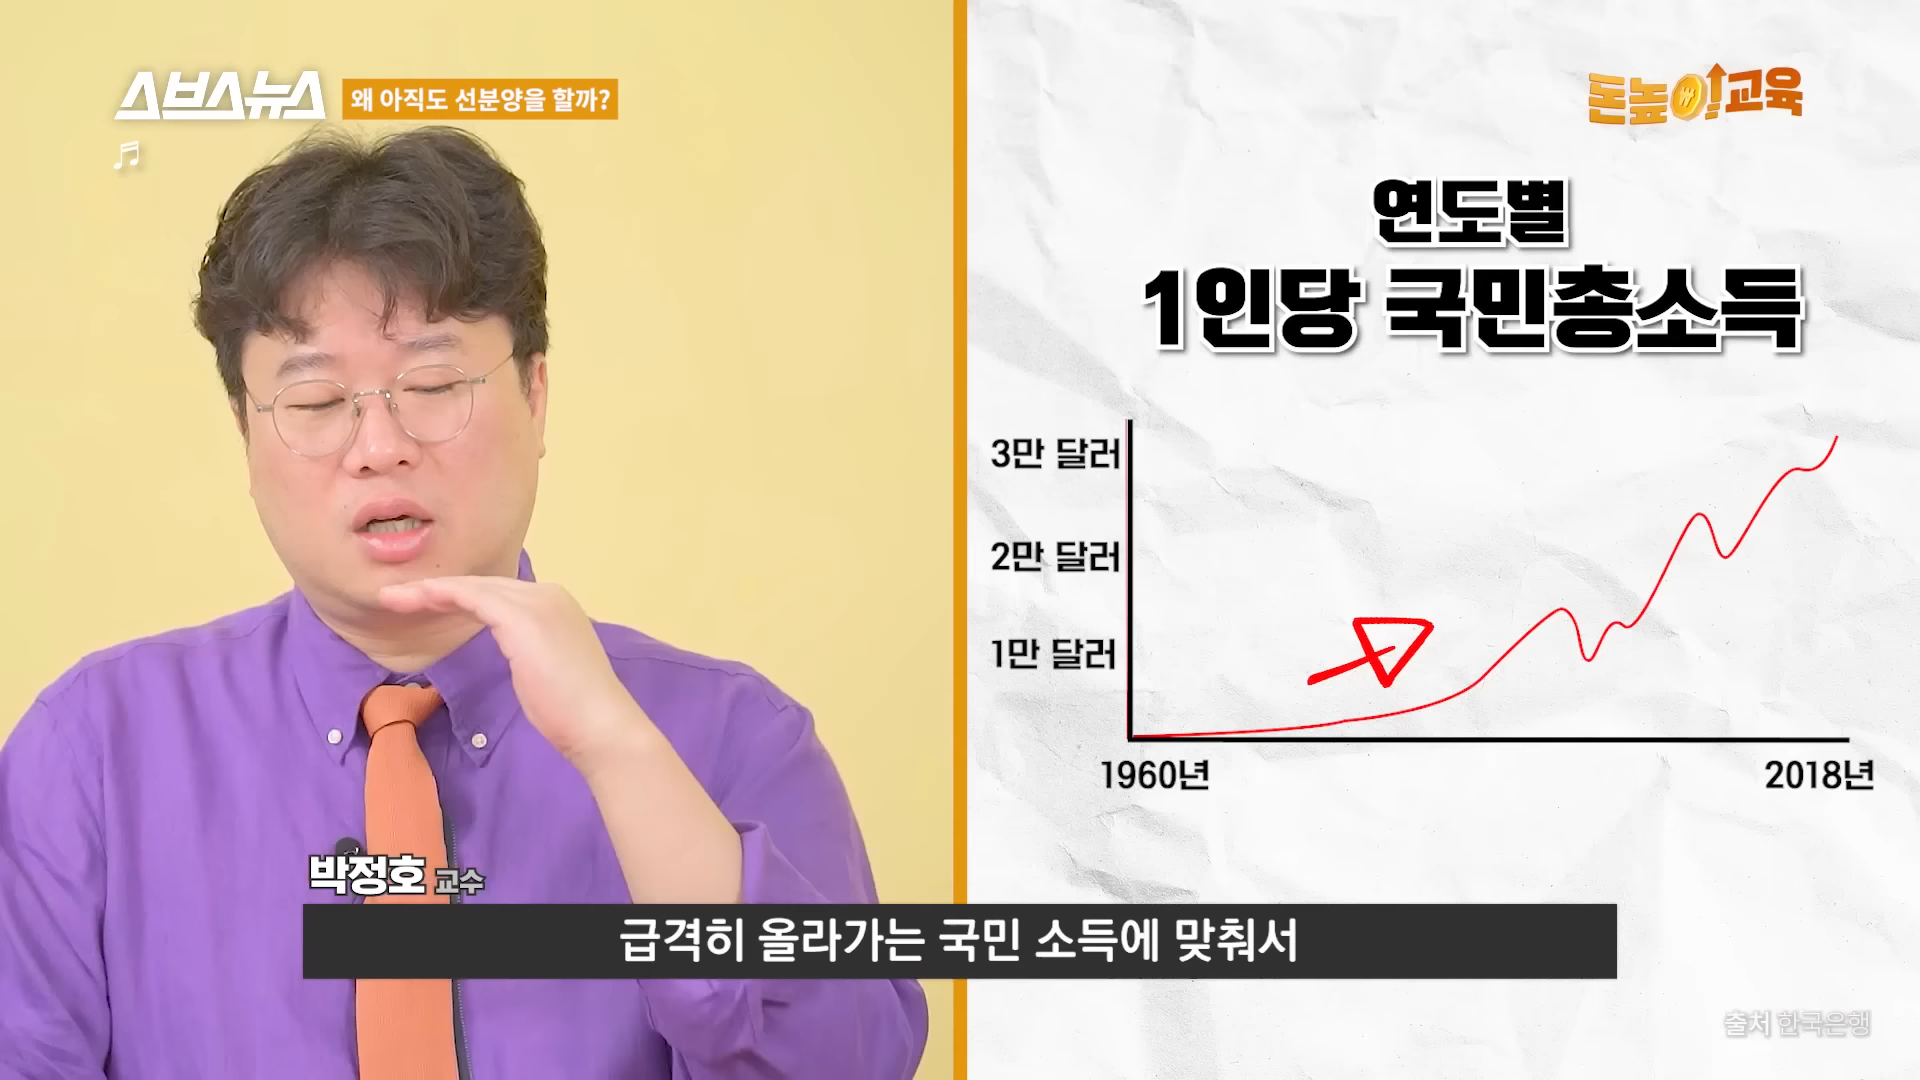 스브스뉴스
왜 아직도 선분양을 할까?
돈높이!교육
연도별
1인당 국민총소득
3만 달러
2만 달러
1만 달러
1960년
2018년
박정호 교수
급격히 올라가는 국민 소득에 맞춰서
출처 한국은행